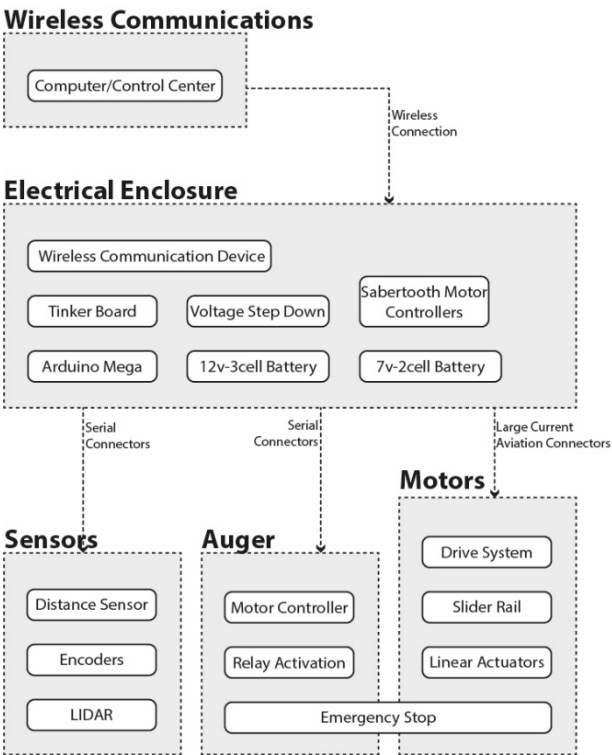 Wireless Communications
Computer/Control Center
Wireless
Connection
Electrical Enclosure
Wireless Communication Device
Tinker Board
Voltage Step Down
Sabertooth Motor
Controllers
Arduino Mega
12v-3cell Battery
7v-2cell Battery
Serial
Connectors
Serial
Connectors
Large Current
Aviation Connectors
Sensors
Distance Sensor
Encoders
LIDAR
Auger
Motor Controller
Relay Activation
Motors
Drive System
Slider Rail
Linear Actuators
Emergency Stop